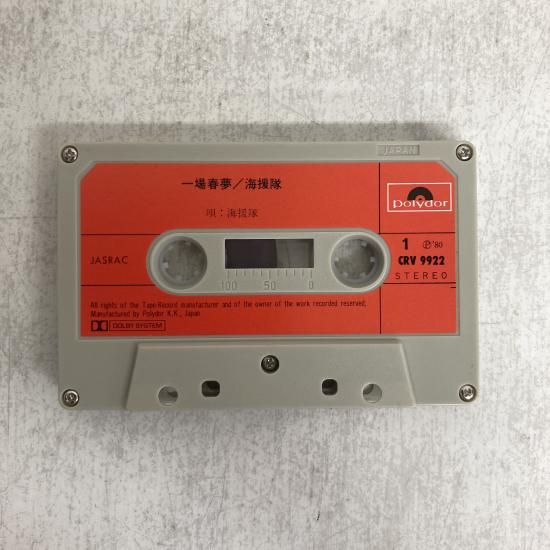 JAPAN
一場春夢／海援隊
polydor
唄：海援隊
JASRAC
1 Ⓟ'80
CRV 9922
STEREO
100 50 0
All rights of the Tape-Record manufacturer and of the owner of the work recorded reserved.
Manufactured by Polydor K.K., Japan
DOLBY SYSTEM